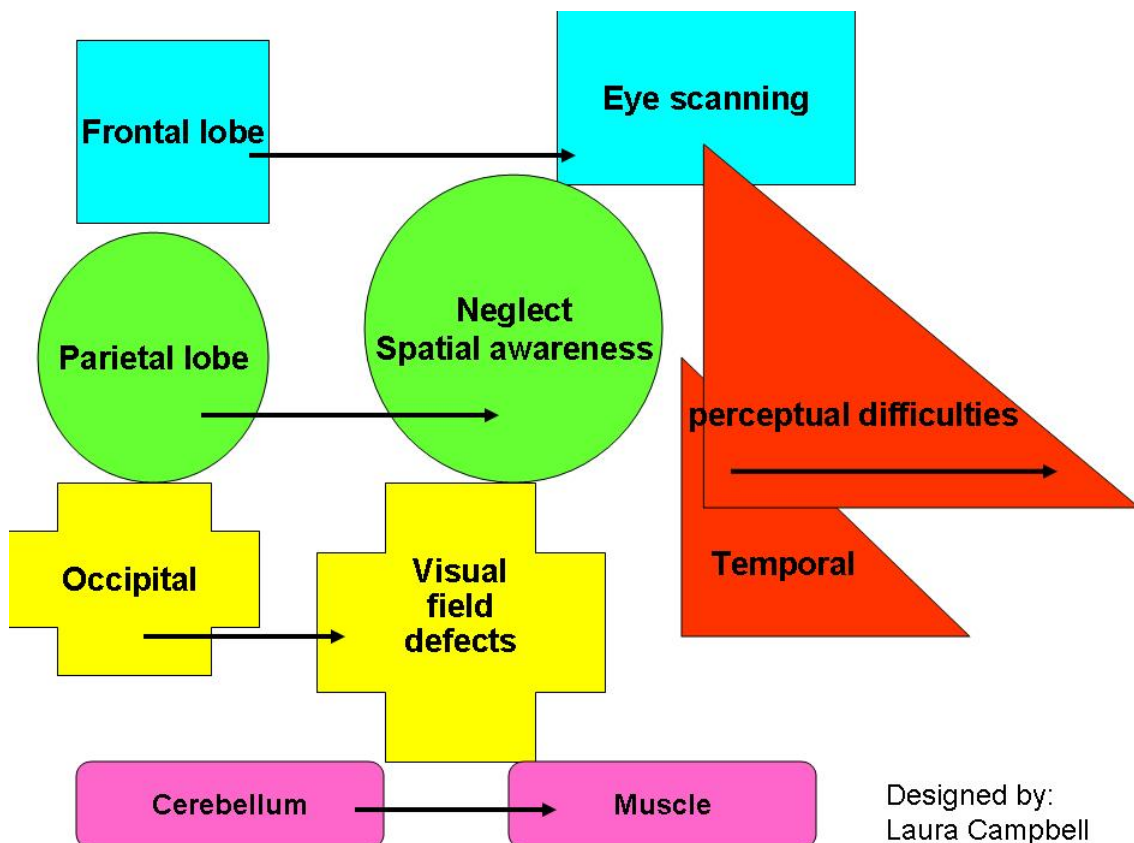 Frontal lobe
Eye scanning
Parietal lobe
Neglect
Spatial awareness
perceptual difficulties
Occipital
Visual
field
defects
Temporal
Cerebellum
Muscle
Designed by:
Laura Campbell